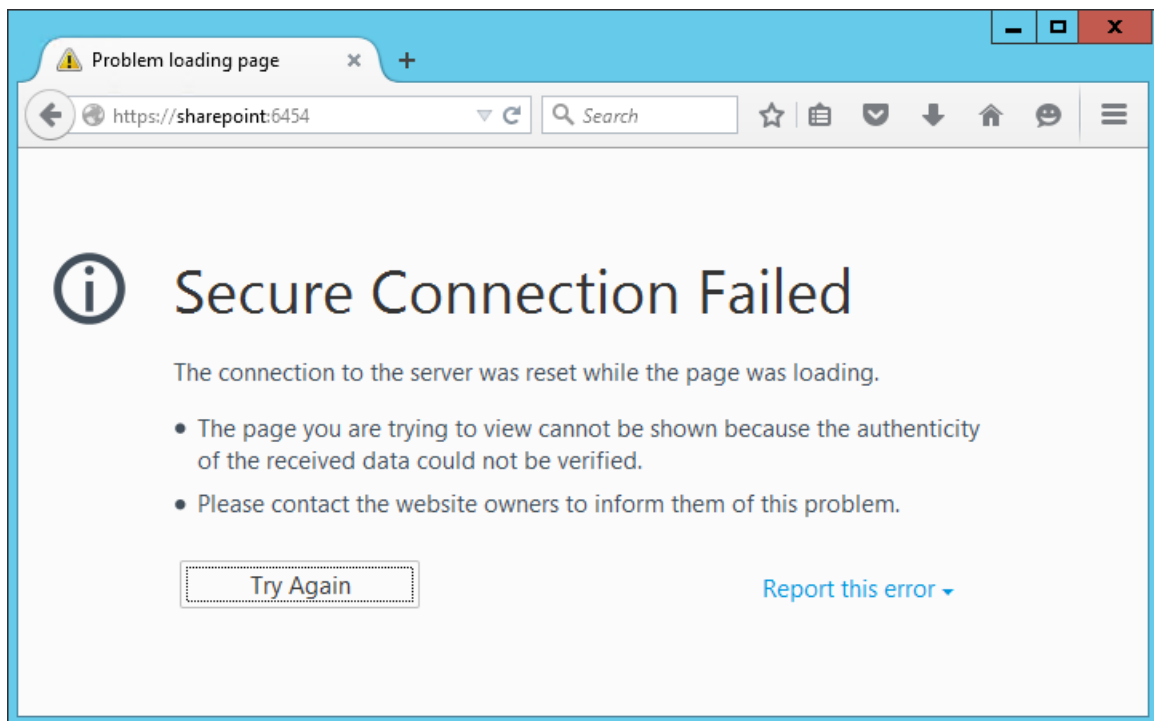 Problem loading page
https://sharepoint:6454
Search
Secure Connection Failed
The connection to the server was reset while the page was loading.
• The page you are trying to view cannot be shown because the authenticity
of the received data could not be verified.
• Please contact the website owners to inform them of this problem.
Try Again
Report this error